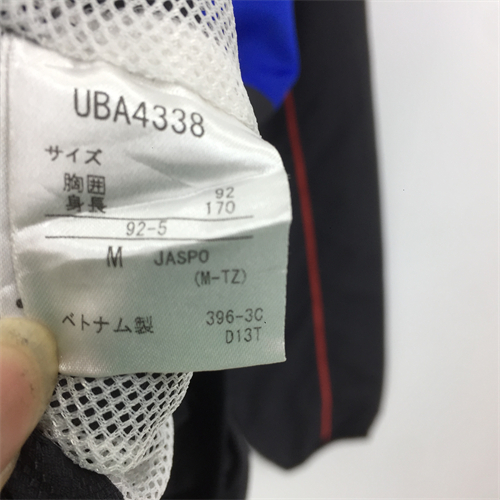 UBA4338
サイズ
胸囲 92
身長 170
92-5
M JASPO
(M-TZ)
ベトナム製 396-3C
D13T